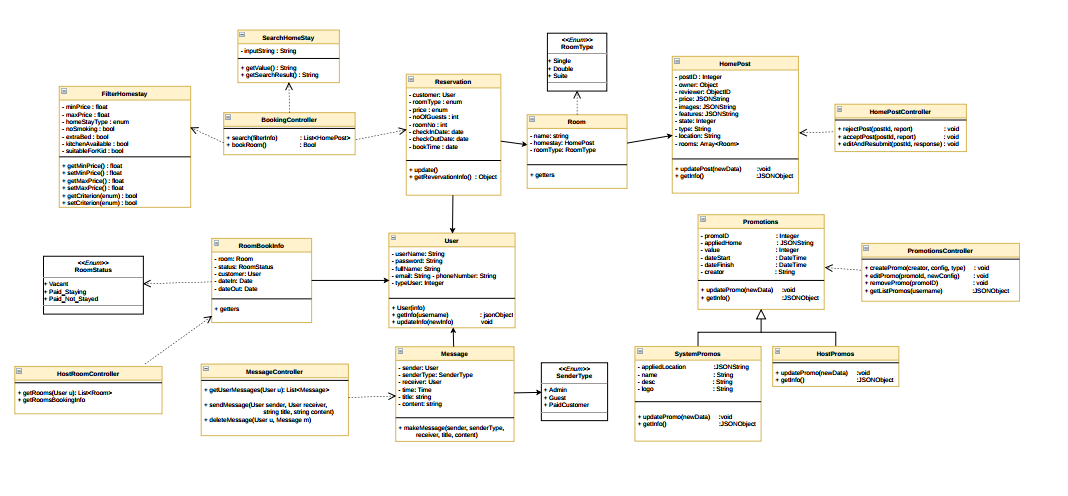 SearchHomeStay
- inputString : String
+ getValue() : String
+ getSearchResult() : String
<<Enum>>
RoomType
+ Single
+ Double
+ Suite
HomePost
- postID : Integer
- owner: Object
- reviewer: ObjectID
- price: JSONString
- images: JSONString
- features: JSONString
- state: Integer
- type: String
- location: String
- rooms: Array<Room>
+ updatePost(newData) :void
+ getInfo() :JSONObject
Reservation
- customer: User
- roomType : enum
- price : enum
- noOfGuests : int
- roomNo : int
- checkInDate: date
- checkOutDate: date
- bookTime : date
+ update()
+ getRevervationInfo() : Object
FilterHomestay
- minPrice : float
- maxPrice : float
- homeStayType : enum
- noSmoking : bool
- extraBed : bool
- kitchenAvailable : bool
- suitableForKid : bool
+ getMinPrice() : float
+ setMinPrice() : float
+ getMaxPrice() : float
+ setMaxPrice() : float
+ getCriterion(enum) : bool
+ setCriterion(enum) : bool
BookingController
+ search(filterInfo) : List<HomePost>
+ bookRoom() : Bool
Room
- name: string
- homestay: HomePost
- roomType: RoomType
+ getters
HomePostController
+ rejectPost(postId, report) : void
+ acceptPost(postId, report) : void
+ editAndResubmit(postId, response) : void
Promotions
- promoID : Integer
- appliedHome : JSONString
- value : Integer
- dateStart : DateTime
- dateFinish : DateTime
- creator : String
+ updatePromo(newData) :void
+ getInfo() :JSONObject
PromotionsController
+ createPromo(creator, config, type) : void
+ editPromo(promoId, newConfig) : void
+ removePromo(promoID) : void
+ getListPromos(username) :JSONObject
User
- userName: String
- password: String
- fullName: String
- email: String - phoneNumber: String
- typeUser: Integer
+ User(info)
+ getInfo(username) : jsonObject
+ updateInfo(newInfo) void
RoomBookInfo
- room: Room
- status: RoomStatus
- customer: User
- dateIn: Date
- dateOut: Date
+ getters
<<Enum>>
RoomStatus
+ Vacant
+ Paid_Staying
+ Paid_Not_Stayed
HostRoomController
+ getRooms(User u): List<Room>
+ getRoomsBookingInfo
MessageController
+ getUserMessages(User u): List<Message>
+ sendMessage(User sender, User receiver,
string title, string content)
+ deleteMessage(User u, Message m)
Message
- sender: User
- senderType: SenderType
- receiver: User
- time: Time
- title: string
- content: string
+ makeMessage(sender, senderType,
receiver, title, content)
<<Enum>>
SenderType
+ Admin
+ Guest
+ PaidCustomer
SystemPromos
- appliedLocation :JSONString
- name : String
- desc : String
- logo : String
+ updatePromo(newData) :void
+ getInfo() :JSONObject
HostPromos
+ updatePromo(newData) : void
+ getInfo() :JSONObject